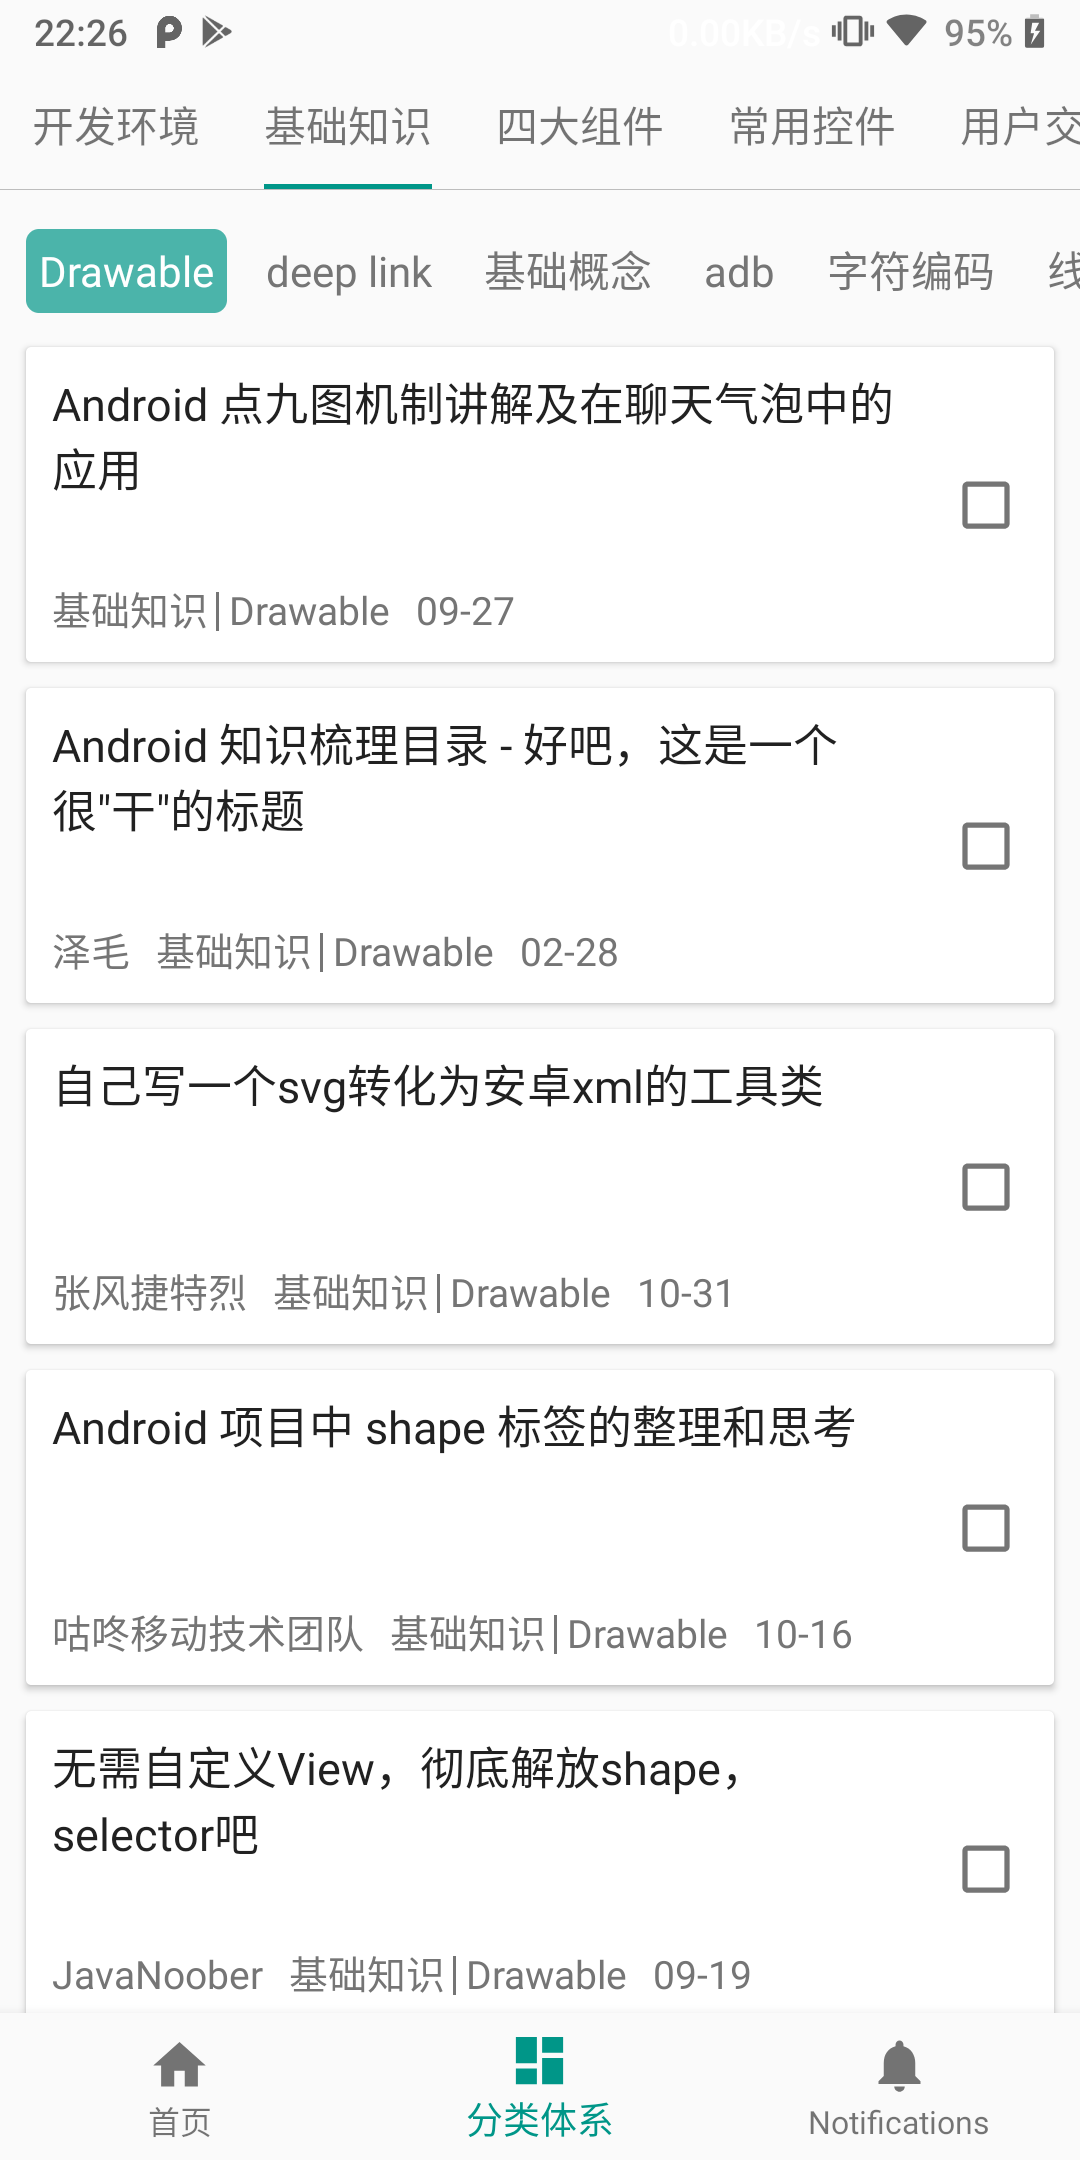 22:26
0.00KB/s
95%
开发环境
基础知识
四大组件
常用控件
用户交
Drawable
deep link
基础概念
adb
字符编码
线
Android 点九图机制讲解及在聊天气泡中的
应用
基础知识|Drawable 09-27
Android 知识梳理目录 - 好吧，这是一个
很"干"的标题
泽毛 基础知识|Drawable 02-28
自己写一个svg转化为安卓xml的工具类
张风捷特烈 基础知识|Drawable 10-31
Android 项目中 shape 标签的整理和思考
咕咚移动技术团队 基础知识|Drawable 10-16
无需自定义View，彻底解放shape，
selector吧
JavaNoober 基础知识|Drawable 09-19
首页
分类体系
Notifications